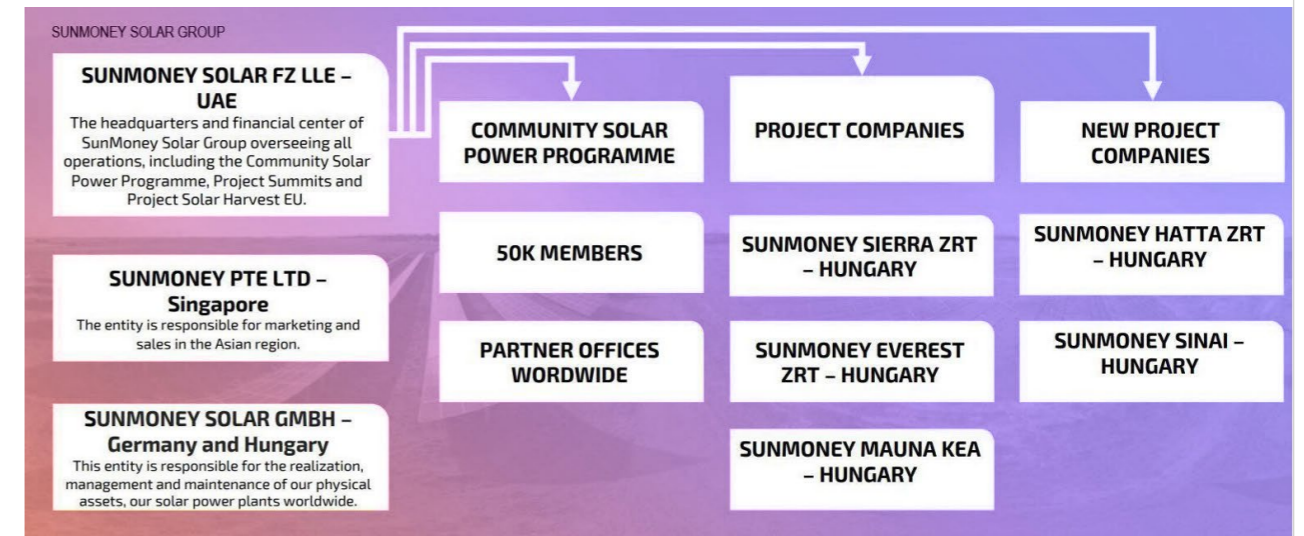 SUNMONEY SOLAR GROUP
SUNMONEY SOLAR FZ LLE –
UAE
The headquarters and financial center of
SunMoney Solar Group overseeing all
operations, including the Community Solar
Power Programme, Project Summits and
Project Solar Harvest EU.
SUNMONEY PTE LTD –
Singapore
The entity is responsible for marketing and
sales in the Asian region.
SUNMONEY SOLAR GMBH –
Germany and Hungary
This entity is responsible for the realization,
management and maintenance of our physical
assets, our solar power plants worldwide.
COMMUNITY SOLAR
POWER PROGRAMME
50K MEMBERS
PARTNER OFFICES
WORDWIDE
PROJECT COMPANIES
SUNMONEY SIERRA ZRT
– HUNGARY
SUNMONEY EVEREST
ZRT – HUNGARY
SUNMONEY MAUNA KEA
– HUNGARY
NEW PROJECT
COMPANIES
SUNMONEY HATTA ZRT
– HUNGARY
SUNMONEY SINAI –
HUNGARY